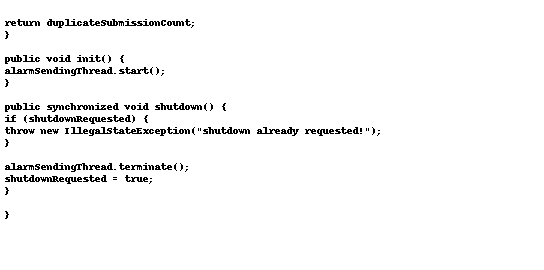 return duplicateSubmissionCount;
}
public void init() {
alarmSendingThread.start();
}
public synchronized void shutdown() {
if (shutdownRequested) {
throw new IllegalStateException("shutdown already requested!");
}
alarmSendingThread.terminate();
shutdownRequested = true;
}
}